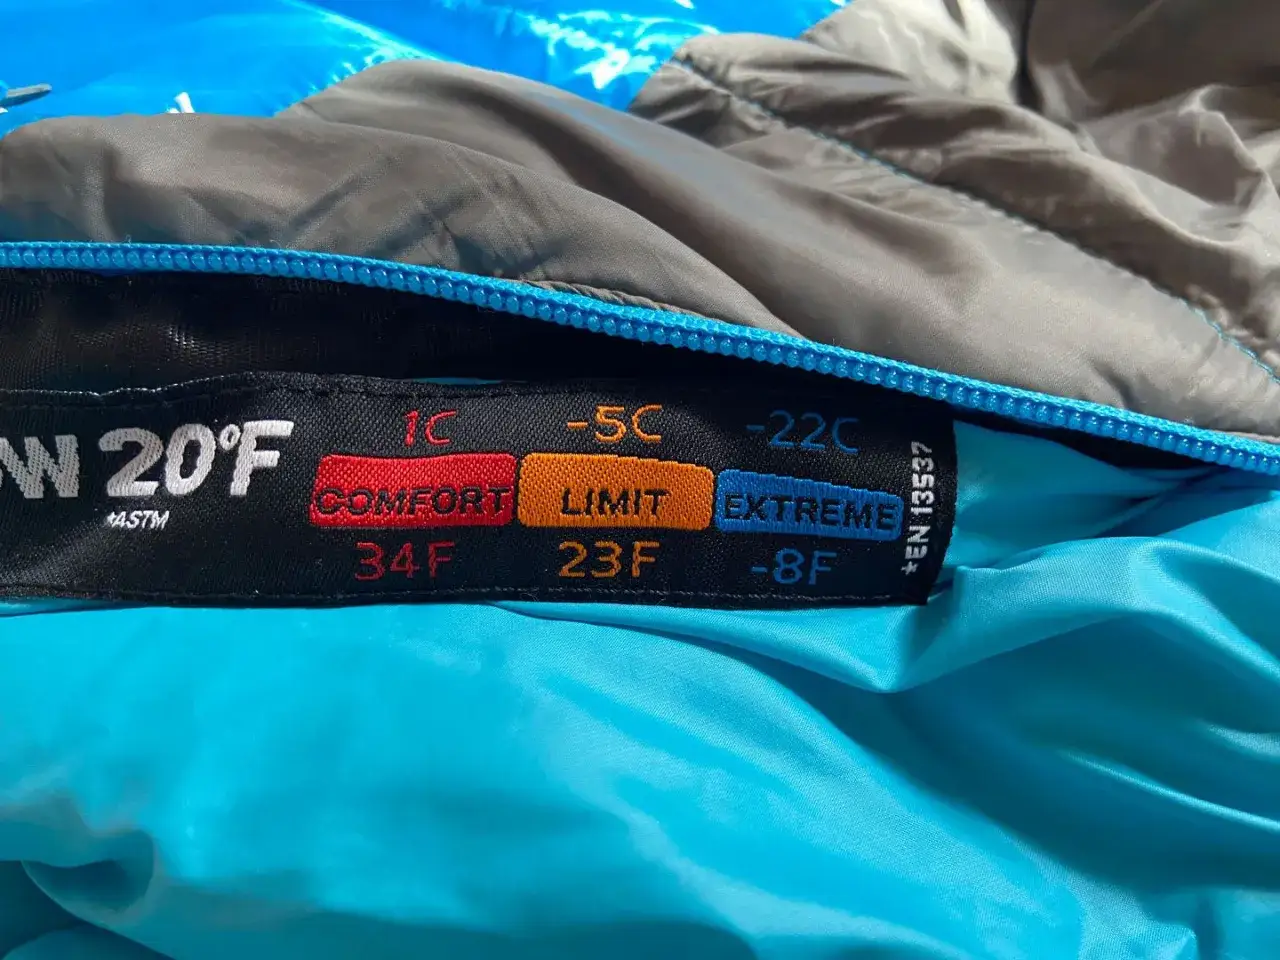 W 20°F
*ASTM
1C -5C -22C
COMFORT LIMIT EXTREME
34F 23F -8F
*EN 13537